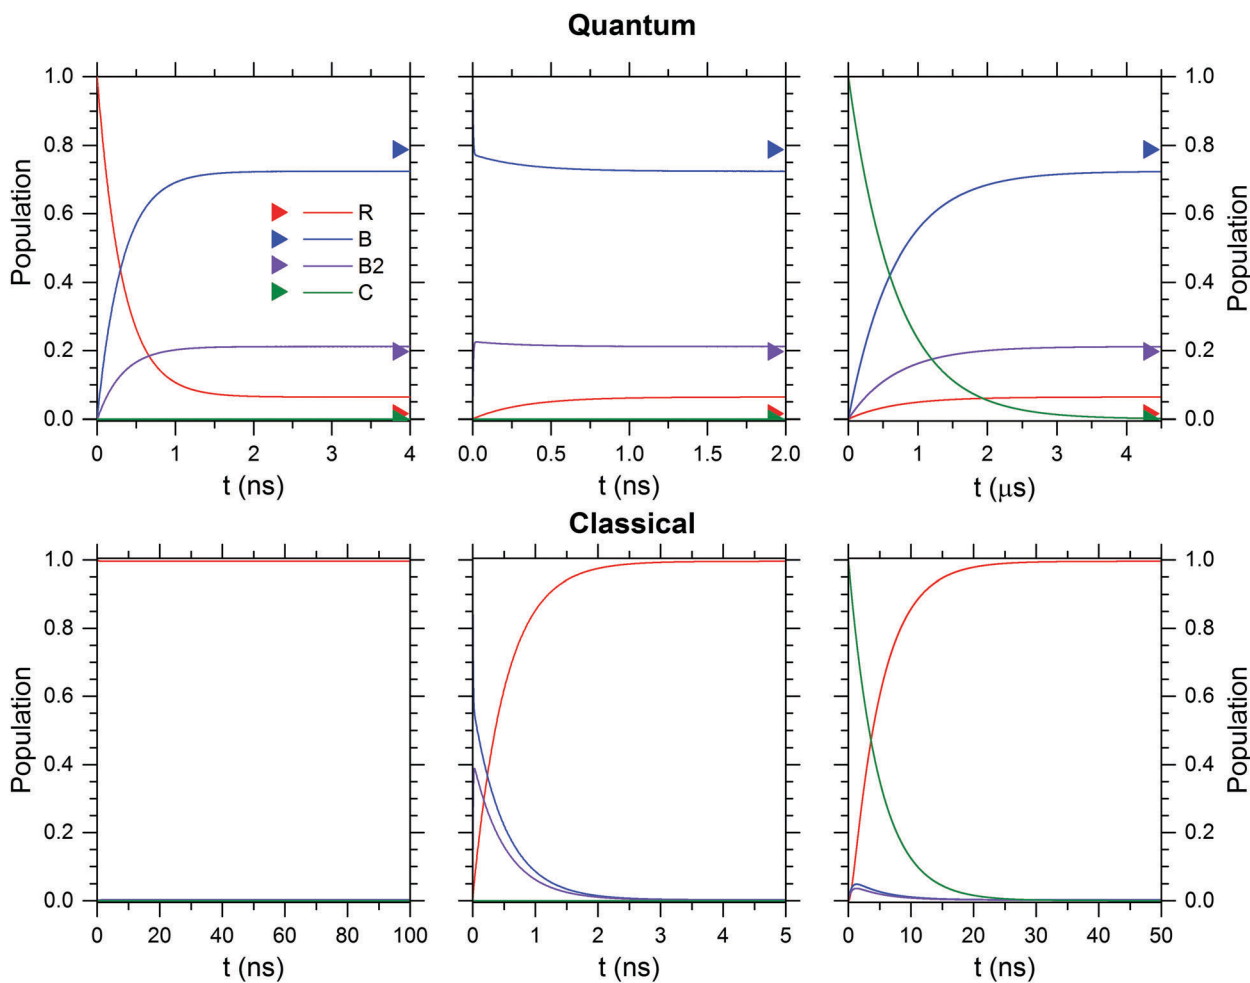 Quantum
1.0
0.8
0.6
0.4
0.2
0.0
Population
0 1 2 3 4
t (ns)
R
B
B2
C
0.0 0.5 1.0 1.5 2.0
t (ns)
0 1 2 3 4
t (μs)
1.0
0.8
0.6
0.4
0.2
0.0
Population
Classical
1.0
0.8
0.6
0.4
0.2
0.0
Population
0 20 40 60 80 100
t (ns)
0 1 2 3 4 5
t (ns)
0 10 20 30 40 50
t (ns)
1.0
0.8
0.6
0.4
0.2
0.0
Population